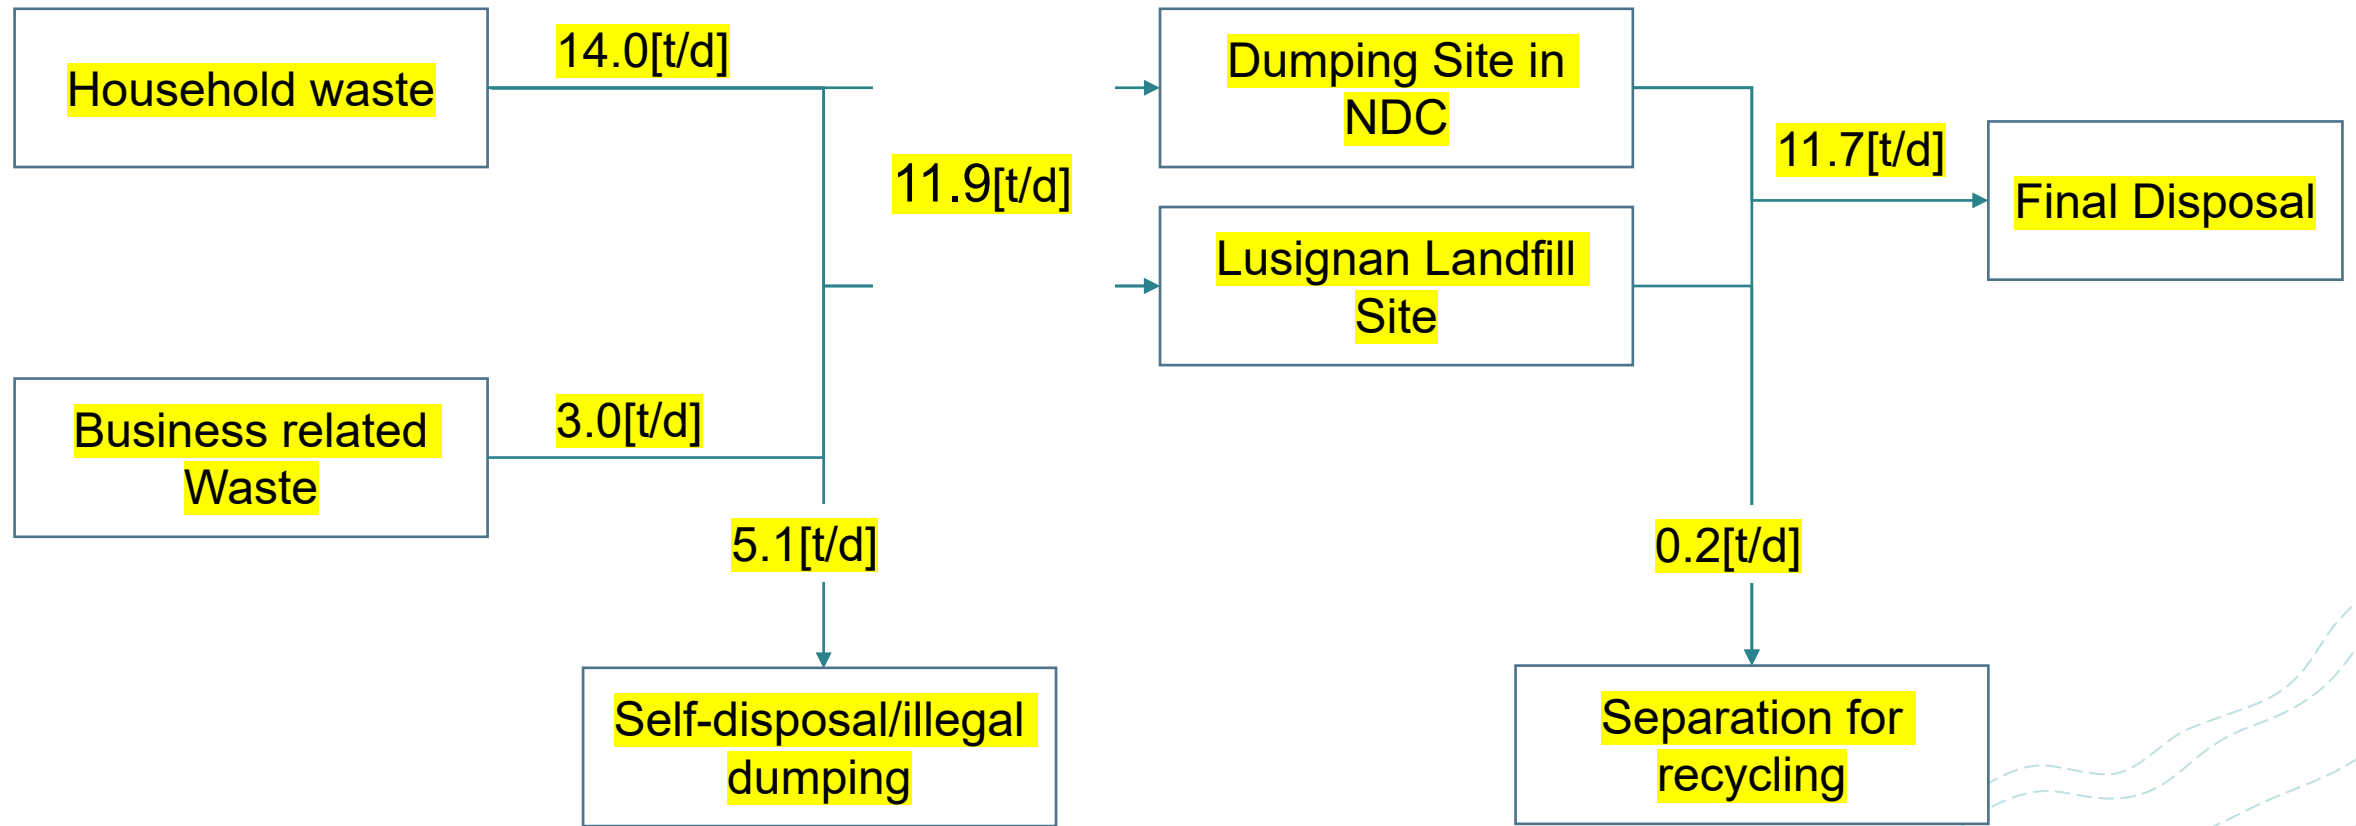 Household waste
14.0[t/d]
Dumping Site in
NDC
11.9[t/d]
11.7[t/d]
Final Disposal
Lusignan Landfill
Site
Business related
Waste
3.0[t/d]
5.1[t/d]
0.2[t/d]
Self-disposal/illegal
dumping
Separation for
recycling